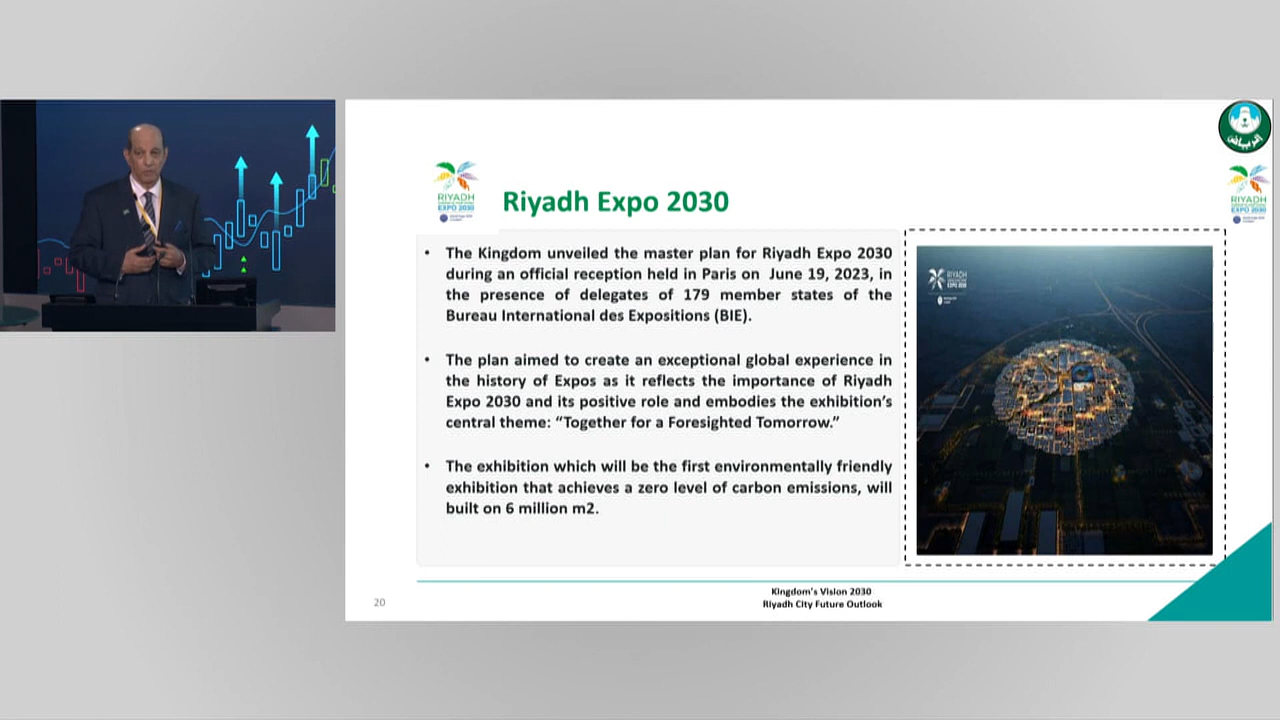 الرياض
RIYADH
EXPO 2030
RIYADH
EXPO 2030
Riyadh Expo 2030
• The Kingdom unveiled the master plan for Riyadh Expo 2030
during an official reception held in Paris on June 19, 2023, in
the presence of delegates of 179 member states of the
Bureau International des Expositions (BIE).
• The plan aimed to create an exceptional global experience in
the history of Expos as it reflects the importance of Riyadh
Expo 2030 and its positive role and embodies the exhibition's
central theme: “Together for a Foresighted Tomorrow.”
• The exhibition which will be the first environmentally friendly
exhibition that achieves a zero level of carbon emissions, will
built on 6 million m2.
RIYADH
EXPO 2030
Kingdom's Vision 2030
Riyadh City Future Outlook
20